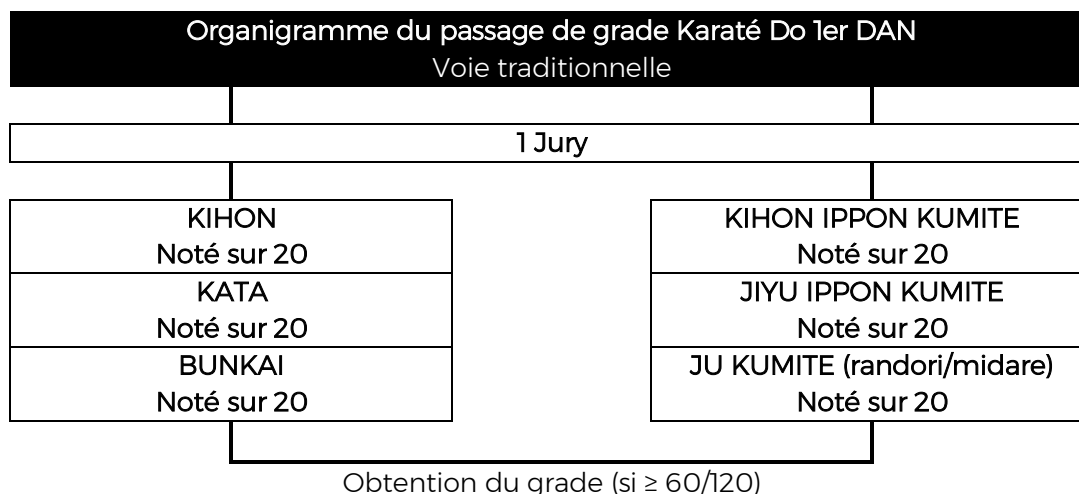 Organigramme du passage de grade Karaté Do 1er DAN
Voie traditionnelle
1 Jury
KIHON
Noté sur 20
KATA
Noté sur 20
BUNKAI
Noté sur 20
KIHON IPPON KUMITE
Noté sur 20
JIYU IPPON KUMITE
Noté sur 20
JU KUMITE (randori/midare)
Noté sur 20
Obtention du grade (si ≥ 60/120)